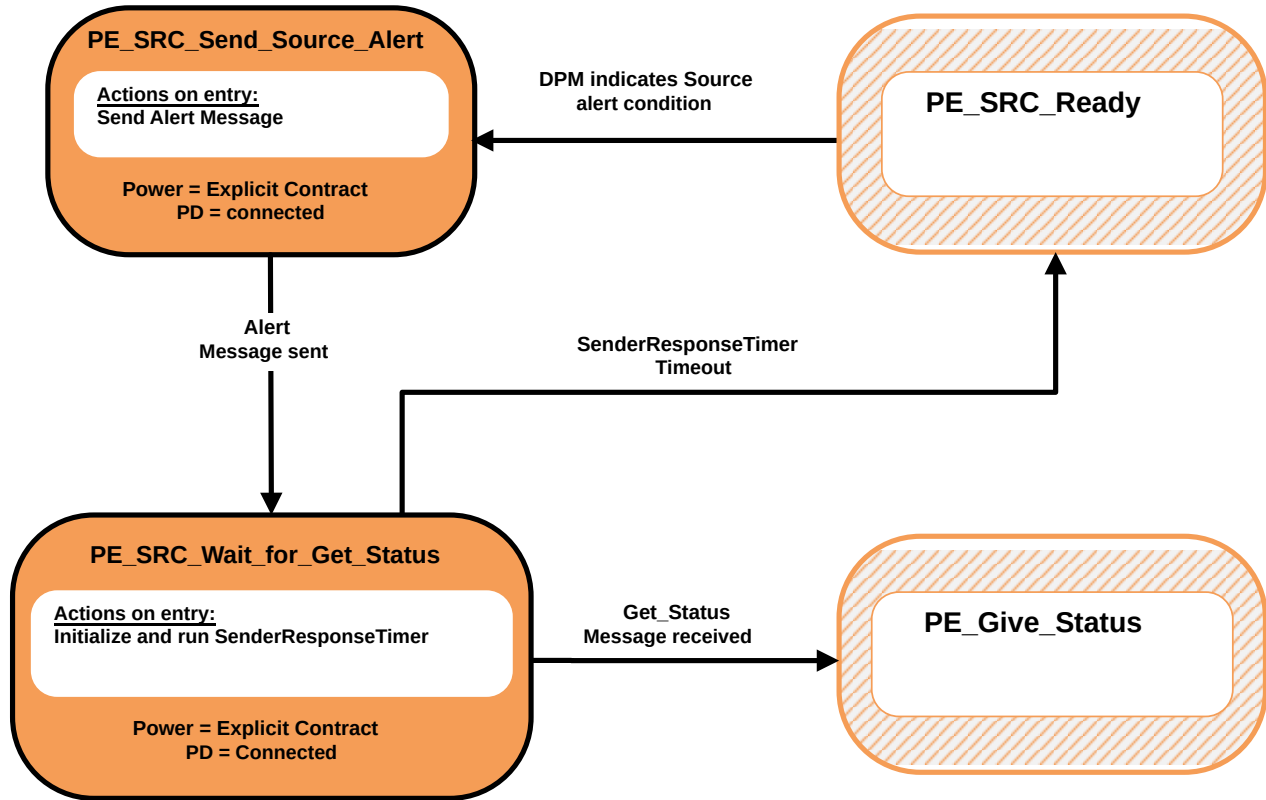 PE_SRC_Send_Source_Alert
Actions on entry:
Send Alert Message
Power = Explicit Contract
PD = connected
DPM indicates Source
alert condition
PE_SRC_Ready
Alert
Message sent
SenderResponseTimer
Timeout
PE_SRC_Wait_for_Get_Status
Actions on entry:
Initialize and run SenderResponseTimer
Power = Explicit Contract
PD = Connected
Get_Status
Message received
PE_Give_Status